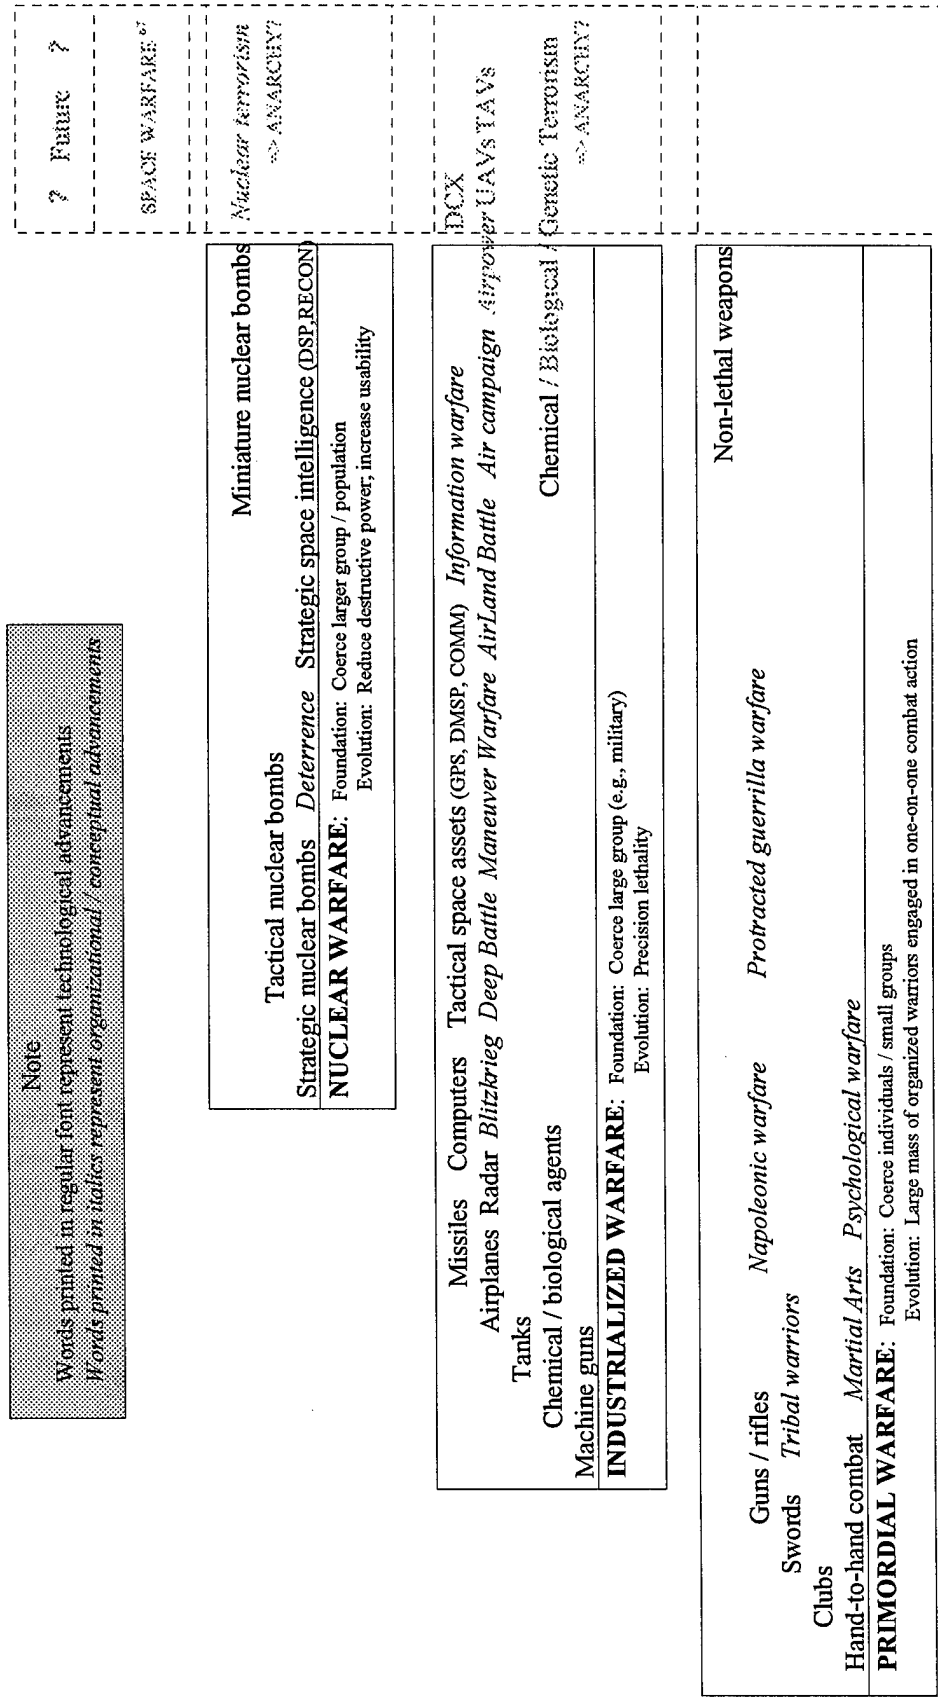 Note
Words printed in regular font represent technological advancements
Words printed in italics represent organizational / conceptual advancements
? Future ?
SPACE WARFARE
Miniature nuclear bombs
Nuclear terrorism
=> ANARCHY?
Tactical nuclear bombs
Strategic nuclear bombs Deterrence Strategic space intelligence (DSP,RECON)
NUCLEAR WARFARE: Foundation: Coerce larger group / population
Evolution: Reduce destructive power; increase usability
Missiles Computers Tactical space assets (GPS, DMSP, COMM) Information warfare DCX
Airplanes Radar Blitzkrieg Deep Battle Maneuver Warfare AirLand Battle Air campaign Airpower UAVs TAVs
Tanks
Chemical / biological agents Chemical / Biological / Genetic Terrorism
=> ANARCHY?
Machine guns
INDUSTRIALIZED WARFARE: Foundation: Coerce large group (e.g., military)
Evolution: Precision lethality
Non-lethal weapons
Guns / rifles Napoleonic warfare Protracted guerrilla warfare
Swords Tribal warriors
Clubs
Hand-to-hand combat Martial Arts Psychological warfare
PRIMORDIAL WARFARE: Foundation: Coerce individuals / small groups
Evolution: Large mass of organized warriors engaged in one-on-one combat action